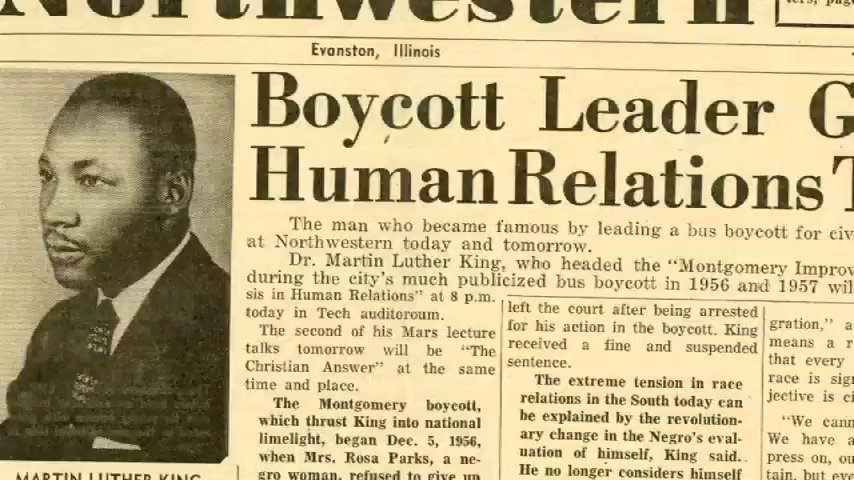 Northwestern
ters, page
Evanston, Illinois
Boycott Leader G
Human Relations T
The man who became famous by leading a bus boycott for civ
at Northwestern today and tomorrow.
Dr. Martin Luther King, who headed the "Montgomery Improv
during the city's much publicized bus boycott in 1956 and 1957 wil
sis in Human Relations" at 8 p.m.
today in Tech auditoroum.
The second of his Mars lecture
talks tomorrow will be "The
Christian Answer" at the same
time and place.
The Montgomery boycott,
which thrust King into national
limelight, began Dec. 5, 1956,
when Mrs. Rosa Parks, a ne-
gro woman, refused to give up
left the court after being arrested
for his action in the boycott. King
received a fine and suspended
sentence.
The extreme tension in race
relations in the South today can
be explained by the revolution-
ary change in the Negro's eval-
uation of himself, King said.
He no longer considers himself
gration," a
means a r
that every
race is sig
jective is ci
"We cann
We have a
press on, ou
tain, but eve
MARTIN LUTHER KING